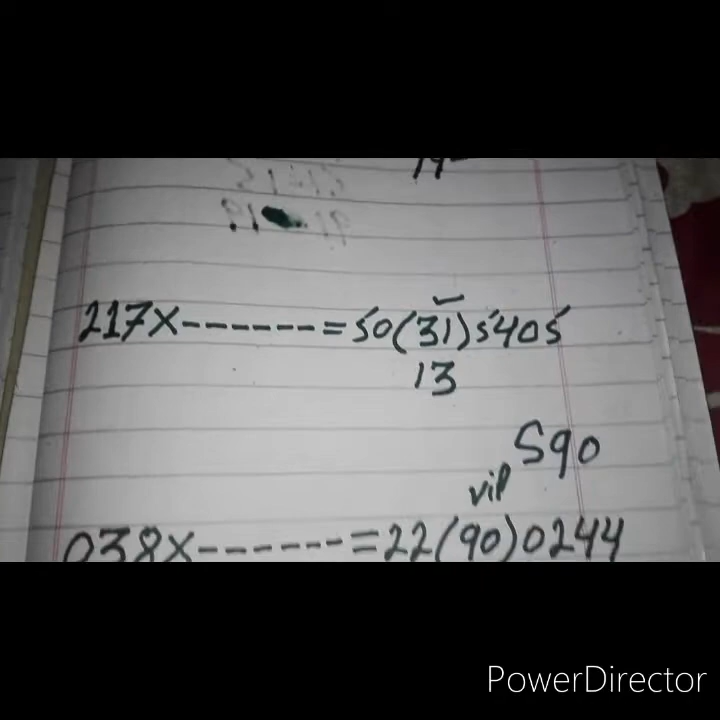 217x------=50(31)5405
13
590
vip
038x------=22(90)0244
PowerDirector